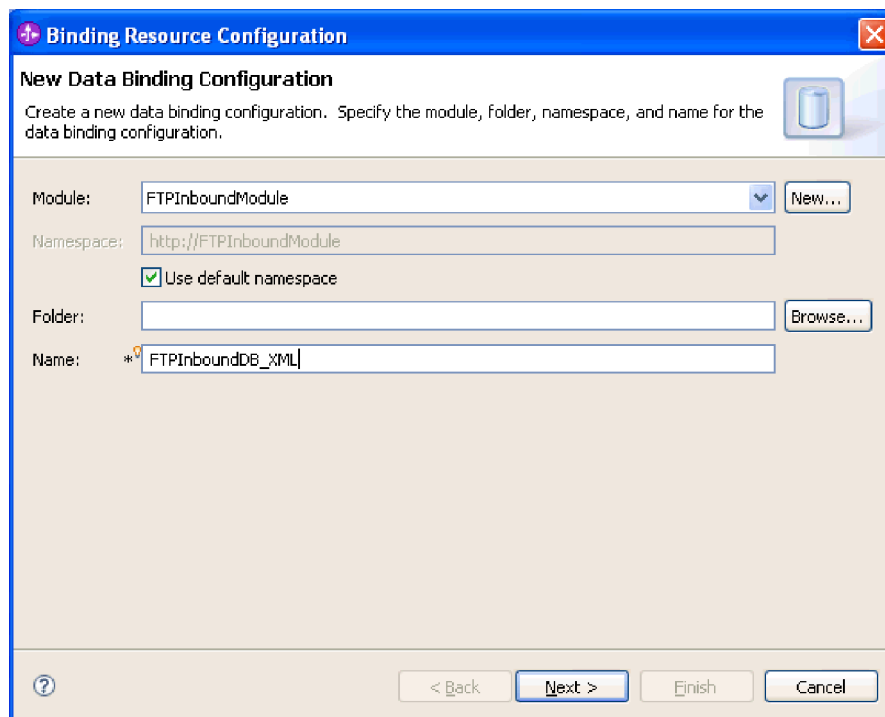 Binding Resource Configuration
New Data Binding Configuration
Create a new data binding configuration. Specify the module, folder, namespace, and name for the
data binding configuration.
Module: FTPInboundModule New...
Namespace: http://FTPInboundModule
Use default namespace
Folder: Browse...
Name: * FTPInboundDB_XML
? < Back Next > Finish Cancel